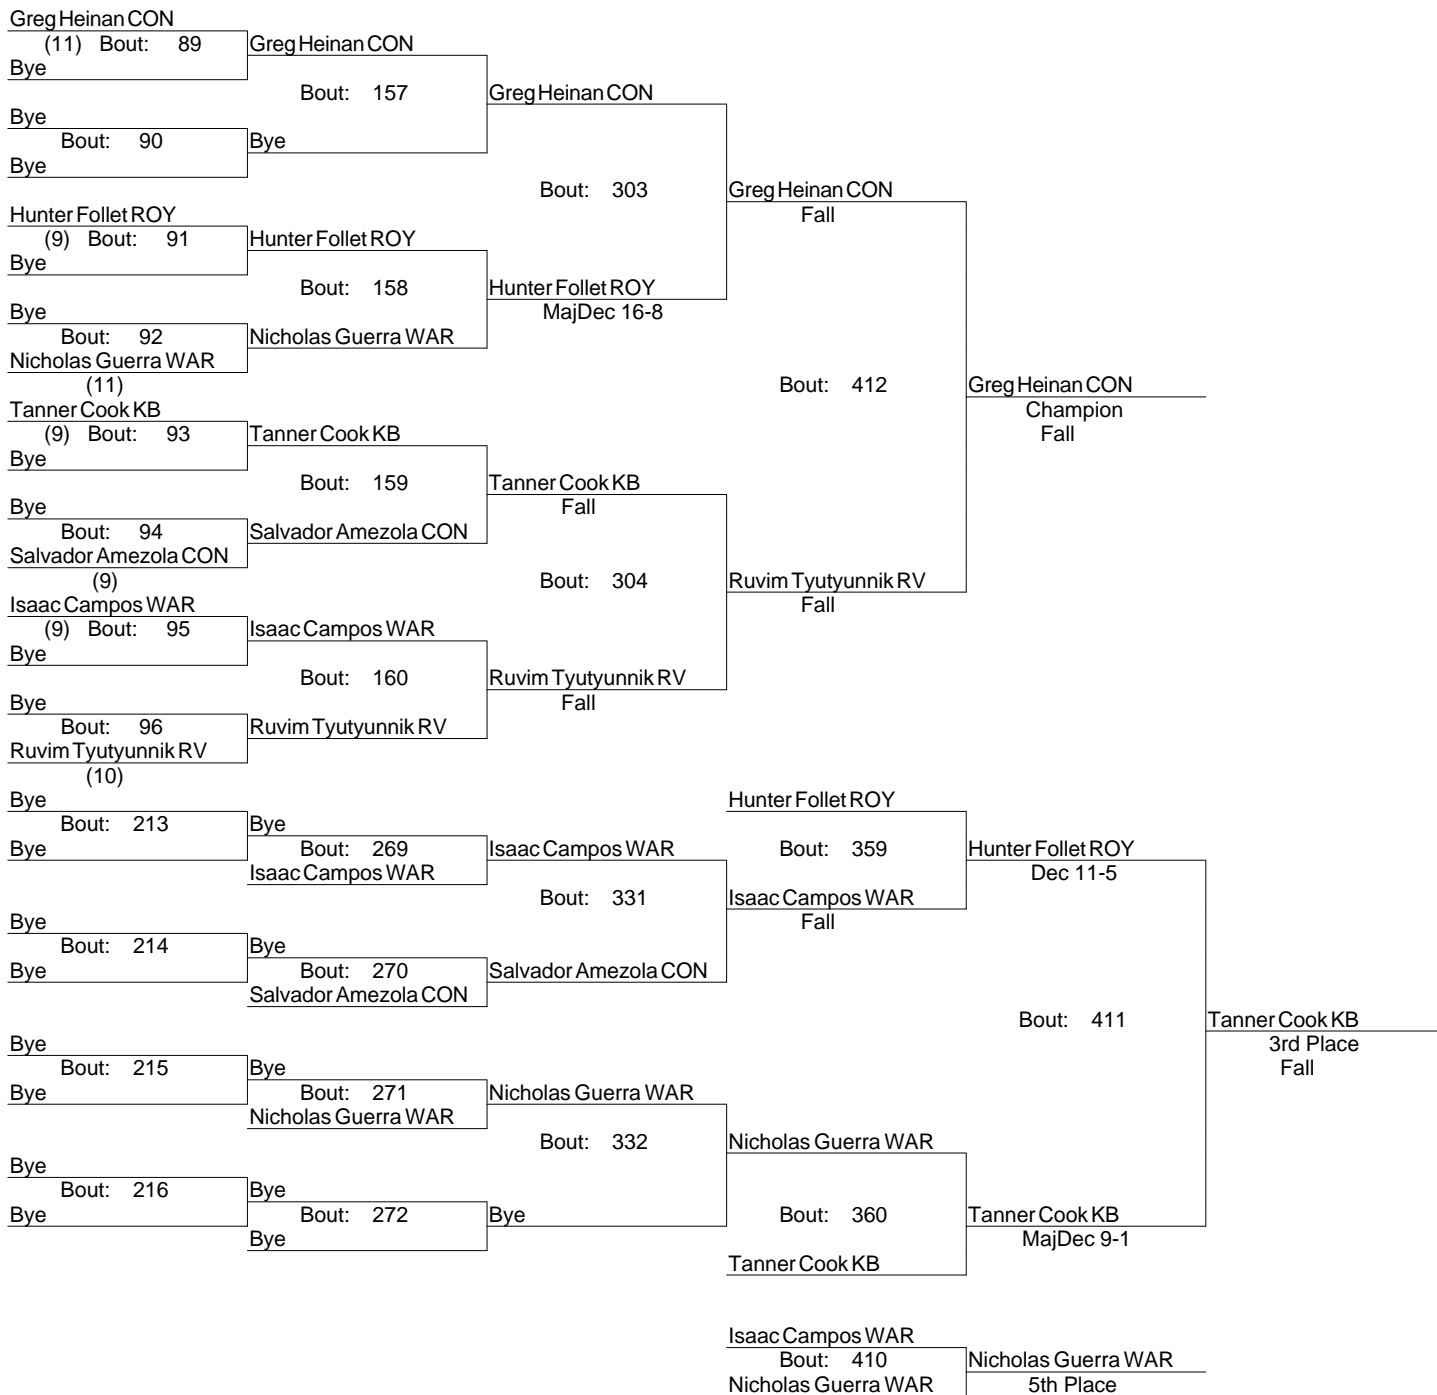 Greg Heinan CON
(11) Bout: 89 Greg Heinan CON
Bye
Bout: 157 Greg Heinan CON
Bye
Bout: 90 Bye
Bye
Bout: 303 Greg Heinan CON
Hunter Follet ROY Fall
(9) Bout: 91 Hunter Follet ROY
Bye
Bout: 158 Hunter Follet ROY
Bye MajDec 16-8
Bout: 92 Nicholas Guerra WAR
Nicholas Guerra WAR
(11) Bout: 412 Greg Heinan CON
Tanner Cook KB Champion
(9) Bout: 93 Tanner Cook KB Fall
Bye
Bout: 159 Tanner Cook KB
Bye Fall
Bout: 94 Salvador Amezola CON
Salvador Amezola CON
(9) Bout: 304 Ruvim Tyutyunnik RV
Isaac Campos WAR Fall
(9) Bout: 95 Isaac Campos WAR
Bye
Bout: 160 Ruvim Tyutyunnik RV
Bye Fall
Bout: 96 Ruvim Tyutyunnik RV
Ruvim Tyutyunnik RV
(10)
Bye Hunter Follet ROY
Bout: 213 Bye
Bye Bout: 269 Isaac Campos WAR Bout: 359 Hunter Follet ROY
Isaac Campos WAR Dec 11-5
Bout: 331 Isaac Campos WAR
Bye Fall
Bout: 214 Bye
Bye Bout: 270 Salvador Amezola CON
Salvador Amezola CON
Bout: 411 Tanner Cook KB
Bye 3rd Place
Bout: 215 Bye Fall
Bye Bout: 271 Nicholas Guerra WAR
Nicholas Guerra WAR
Bout: 332 Nicholas Guerra WAR
Bye
Bout: 216 Bye
Bye Bout: 272 Bye Bout: 360 Tanner Cook KB
Bye MajDec 9-1
Tanner Cook KB
Isaac Campos WAR
Bout: 410 Nicholas Guerra WAR
Nicholas Guerra WAR 5th Place